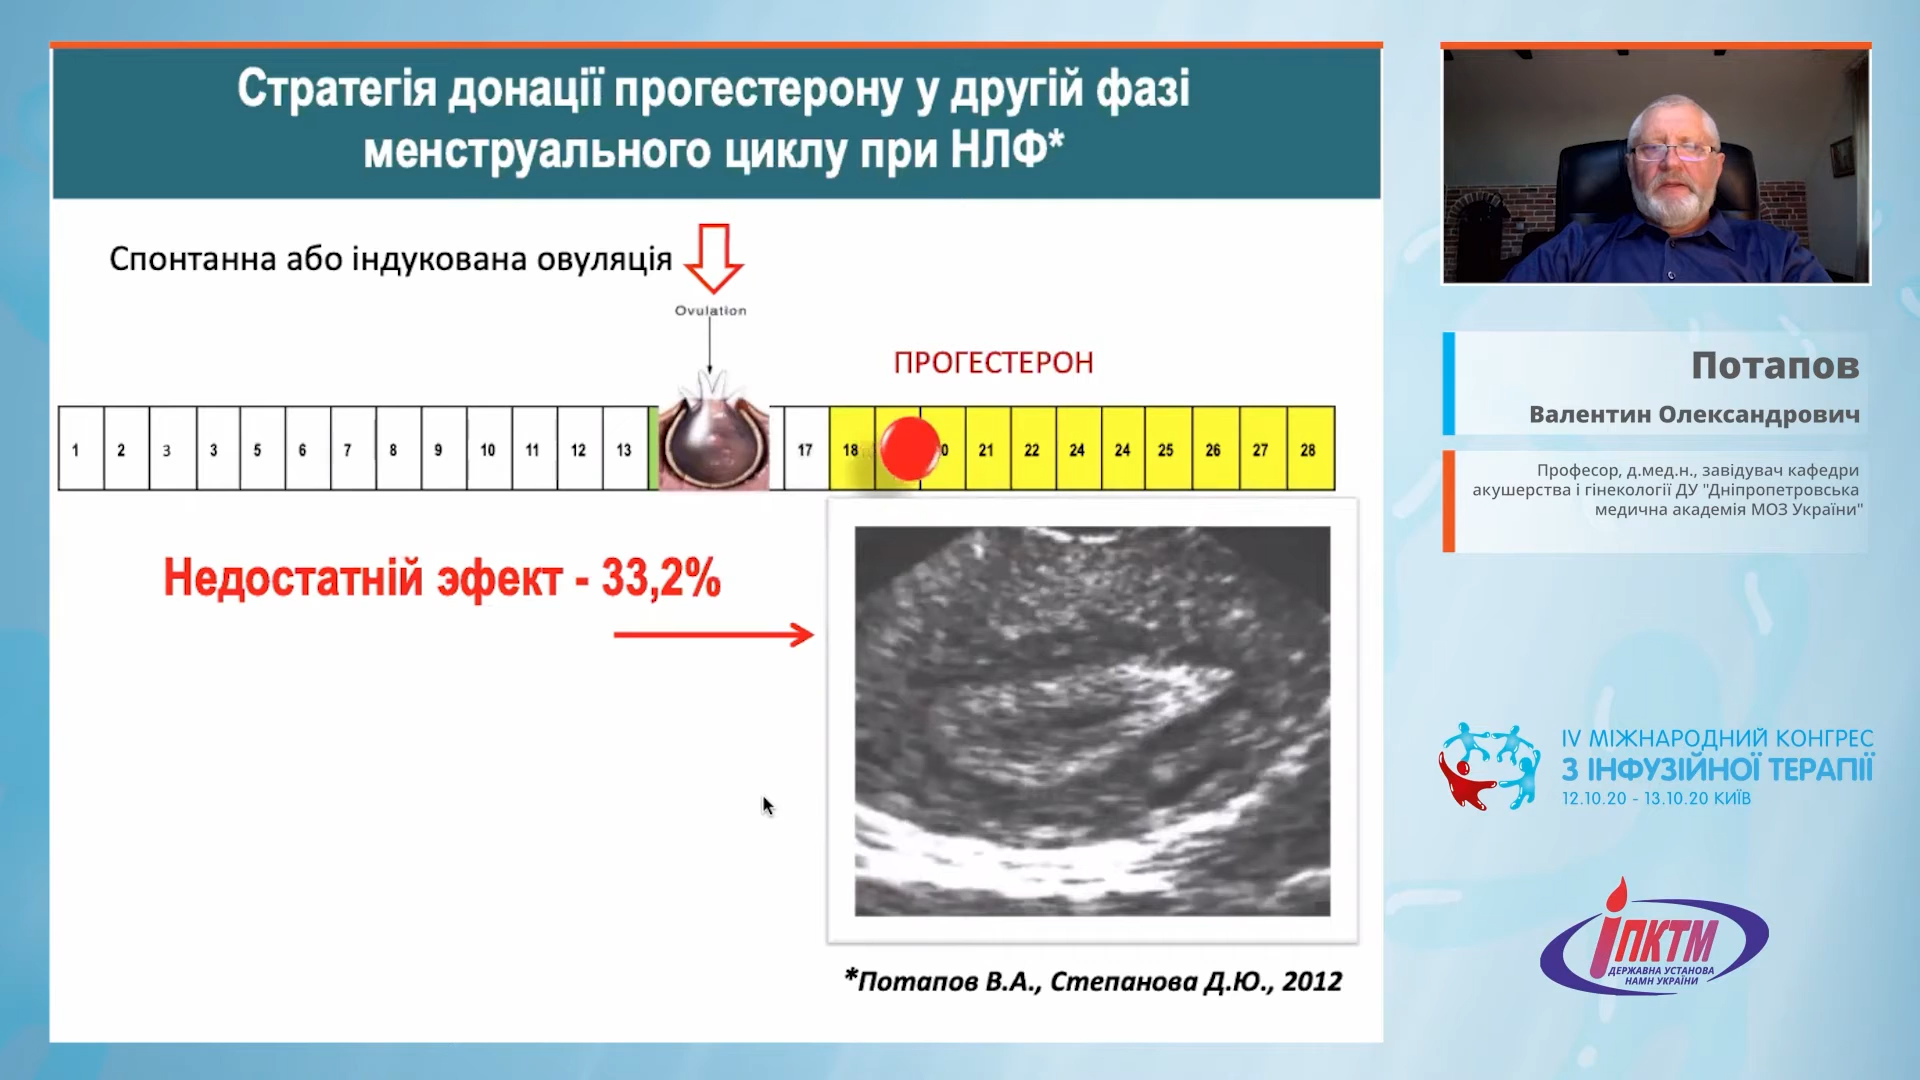 Стратегія донації прогестерону у другій фазі
менструального циклу при НЛФ*
Спонтанна або індукована овуляція
Ovulation
ПРОГЕСТЕРОН
1 2 3 3 5 6 7 8 9 10 11 12 13 17 18 0 21 22 24 24 25 26 27 28
Недостатній эфект - 33,2%
*Потапов В.А., Степанова Д.Ю., 2012
Потапов
Валентин Олександрович
Професор, д.мед.н., завідувач кафедри
акушерства і гінекології ДУ "Дніпропетровська
медична академія МОЗ України"
IV МІЖНАРОДНИЙ КОНГРЕС
З ІНФУЗІЙНОЇ ТЕРАПІЇ
12.10.20 - 13.10.20 КИЇВ
ІПКТМ
ДЕРЖАВНА УСТАНОВА
НАМН УКРАЇНИ